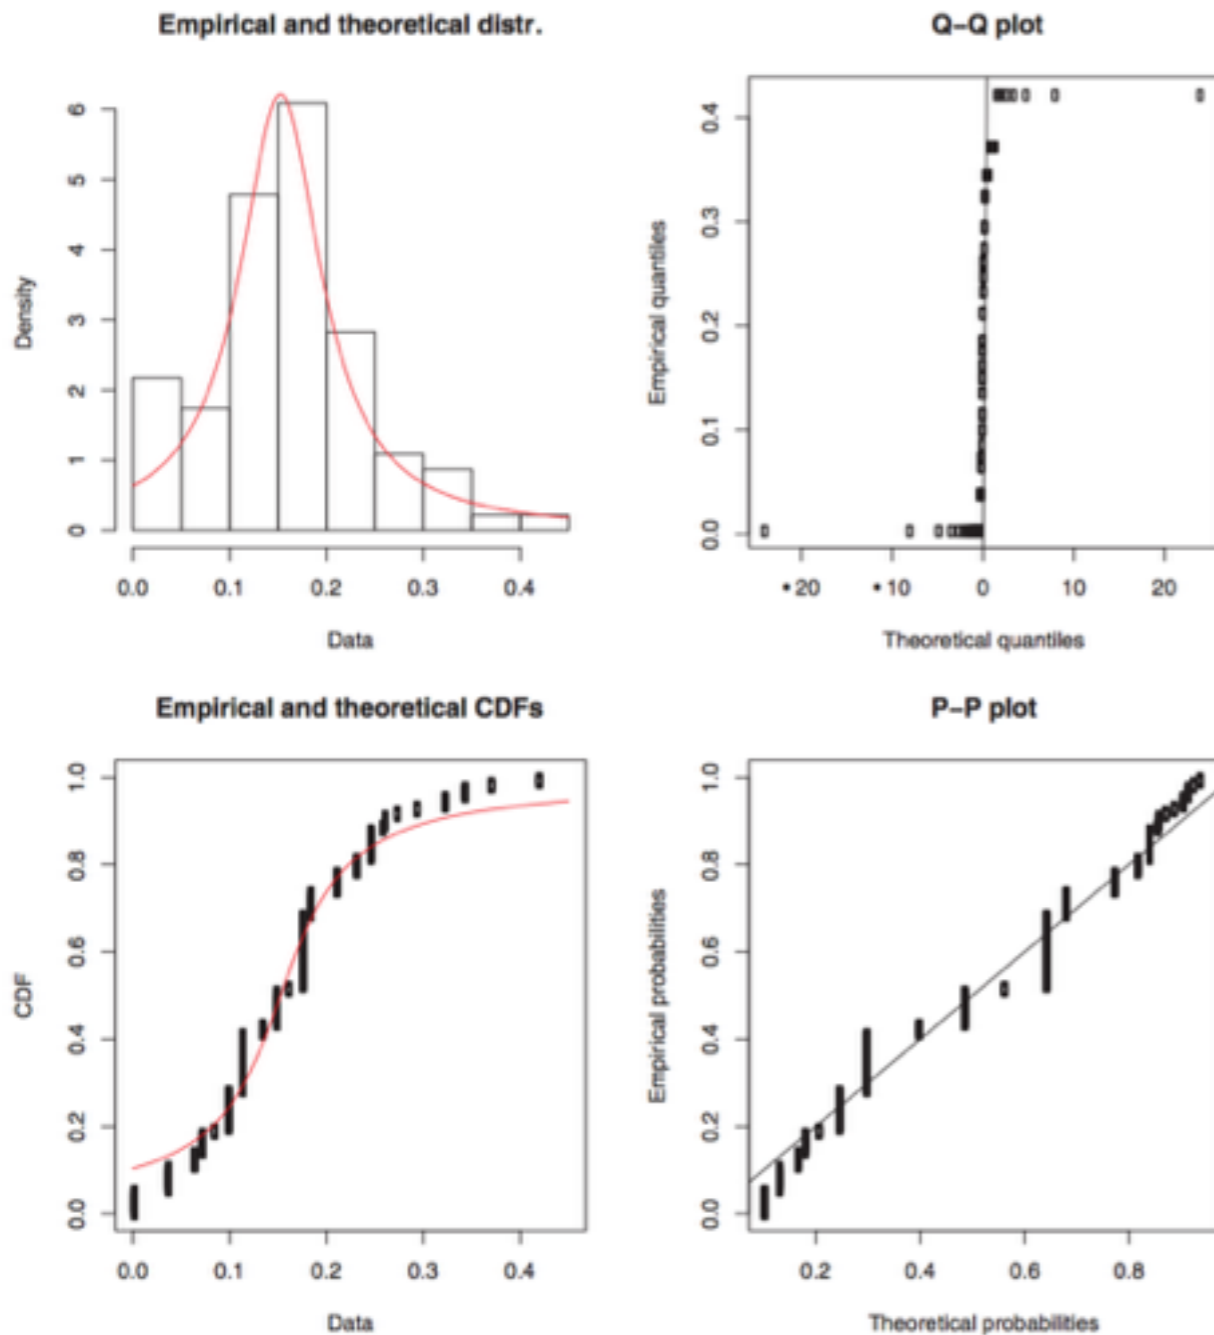 Empirical and theoretical distr.
Density
0 1 2 3 4 5 6
0.0 0.1 0.2 0.3 0.4
Data
Q–Q plot
Empirical quantiles
0.0 0.1 0.2 0.3 0.4
•20 •10 0 10 20
Theoretical quantiles
Empirical and theoretical CDFs
CDF
0.0 0.2 0.4 0.6 0.8 1.0
0.0 0.1 0.2 0.3 0.4
Data
P–P plot
Empirical probabilities
0.0 0.2 0.4 0.6 0.8 1.0
0.2 0.4 0.6 0.8
Theoretical probabilities